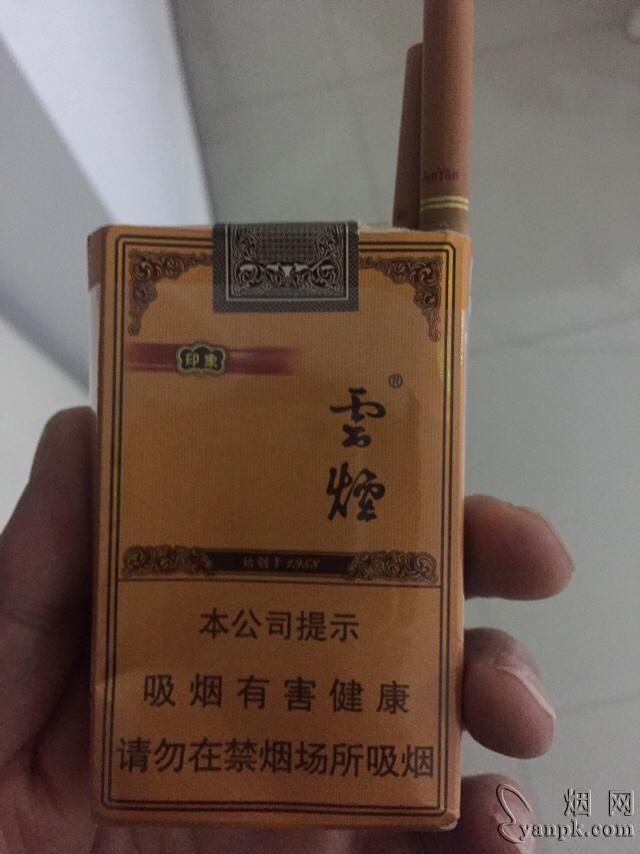 YunYan
印象
雲煙®
始创于1958
本公司提示
吸烟有害健康
请勿在禁烟场所吸烟
烟网
yanpk.com